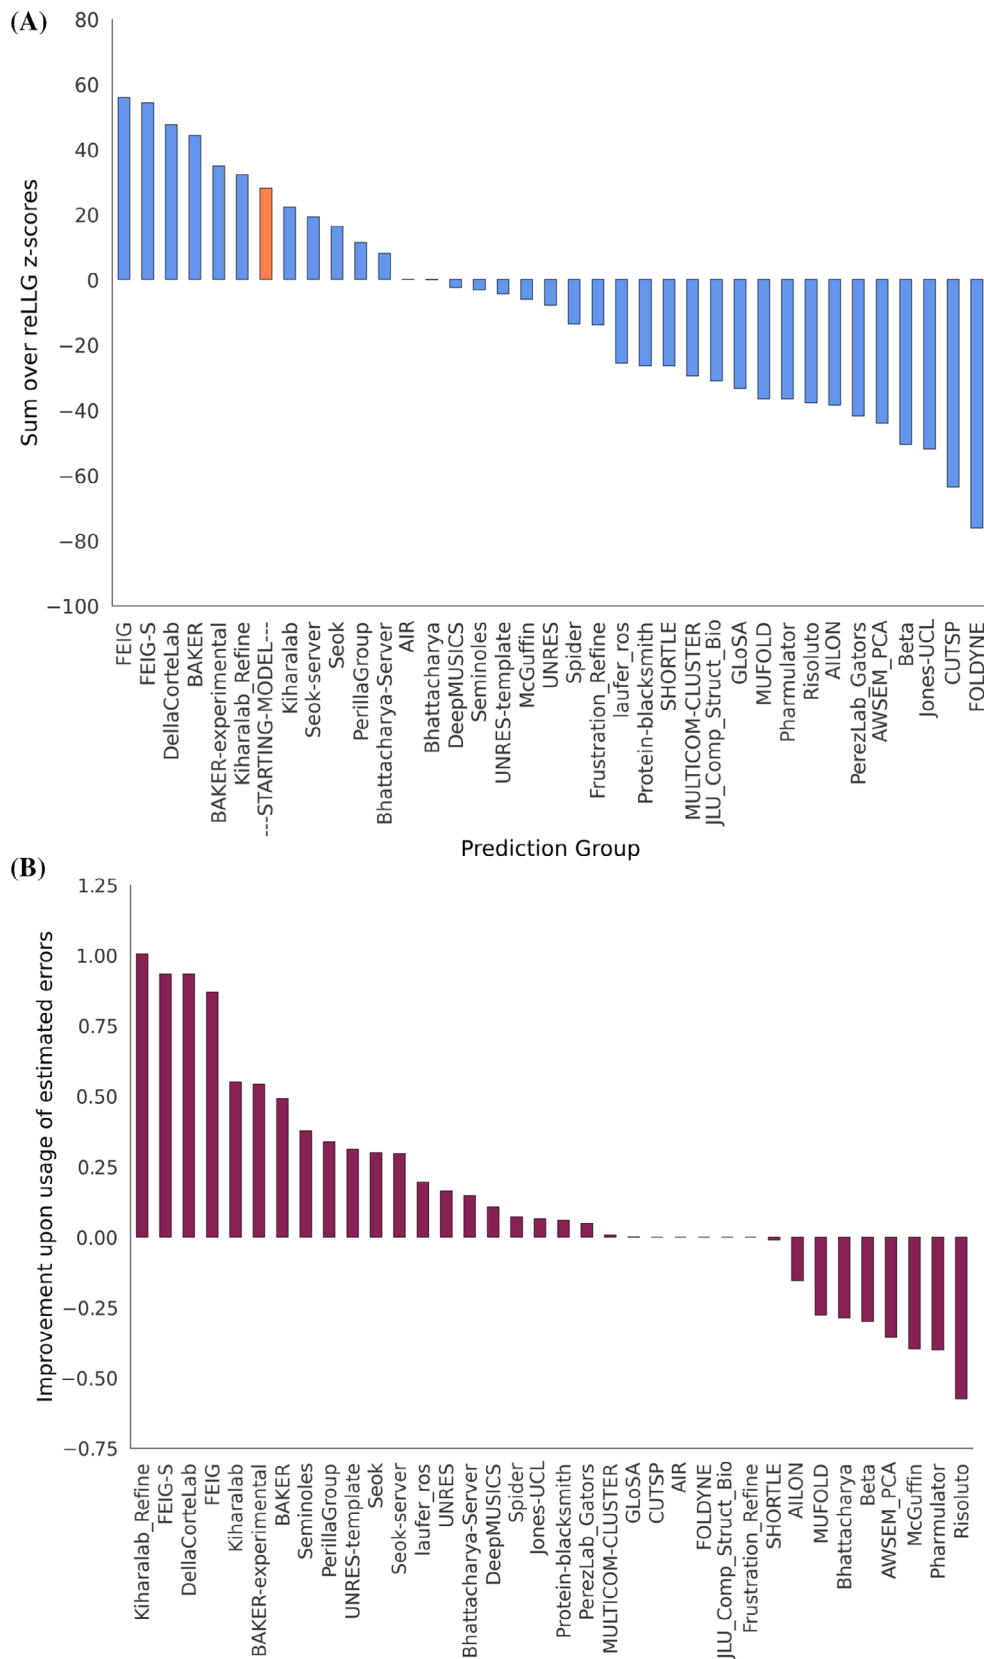 (A)
80
60
40
20
0
−20
−40
−60
−80
−100
Sum over reLLG z-scores
FEIG
FEIG-S
DellaCorteLab
BAKER
BAKER-experimental
Kiharalab_Refine
---STARTING-MODEL---
Kiharalab
Seok-server
Seok
PerillaGroup
Bhattacharya-Server
AIR
Bhattacharya
DeepMUSICS
Seminoles
UNRES-template
McGuffin
UNRES
Spider
Frustration_Refine
laufer_ros
Protein-blacksmith
SHORTLE
MULTICOM-CLUSTER
JLU_Comp_Struct_Bio
GLoSA
MUFOLD
Pharmulator
Risoluto
AILON
PerezLab_Gators
AWSEM_PCA
Beta
Jones-UCL
CUTSP
FOLDYNE
Prediction Group
(B)
1.25
1.00
0.75
0.50
0.25
0.00
−0.25
−0.50
−0.75
Improvement upon usage of estimated errors
Kiharalab_Refine
FEIG-S
DellaCorteLab
FEIG
Kiharalab
BAKER-experimental
BAKER
Seminoles
PerillaGroup
UNRES-template
Seok
Seok-server
laufer_ros
UNRES
Bhattacharya-Server
DeepMUSICS
Spider
Jones-UCL
Protein-blacksmith
PerezLab_Gators
MULTICOM-CLUSTER
GLoSA
CUTSP
AIR
FOLDYNE
JLU_Comp_Struct_Bio
Frustration_Refine
SHORTLE
AILON
MUFOLD
Bhattacharya
Beta
AWSEM_PCA
McGuffin
Pharmulator
Risoluto